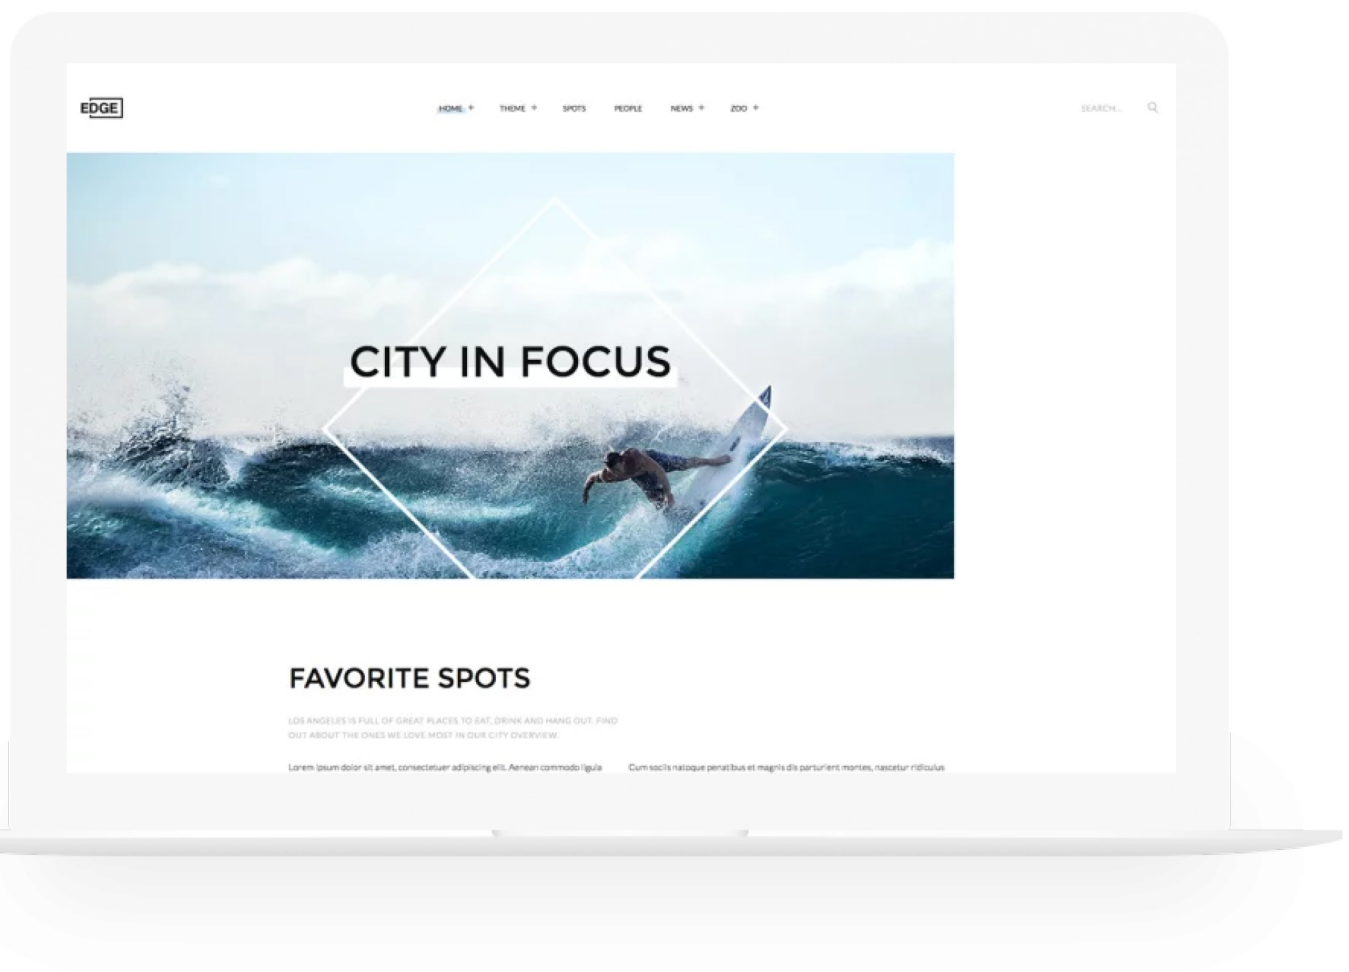 EDGE
HOME + THEME + SPOTS PEOPLE NEWS + ZOO + SEARCH...
CITY IN FOCUS
FAVORITE SPOTS
LOS ANGELES IS FULL OF GREAT PLACES TO EAT, DRINK AND HANG OUT. FIND
OUT ABOUT THE ONES WE LOVE MOST IN OUR CITY OVERVIEW.
Lorem ipsum dolor sit amet, consectetuer adipiscing elit. Aenean commodo ligula
Cum sociis natoque penatibus et magnis dis parturient montes, nascetur ridiculus